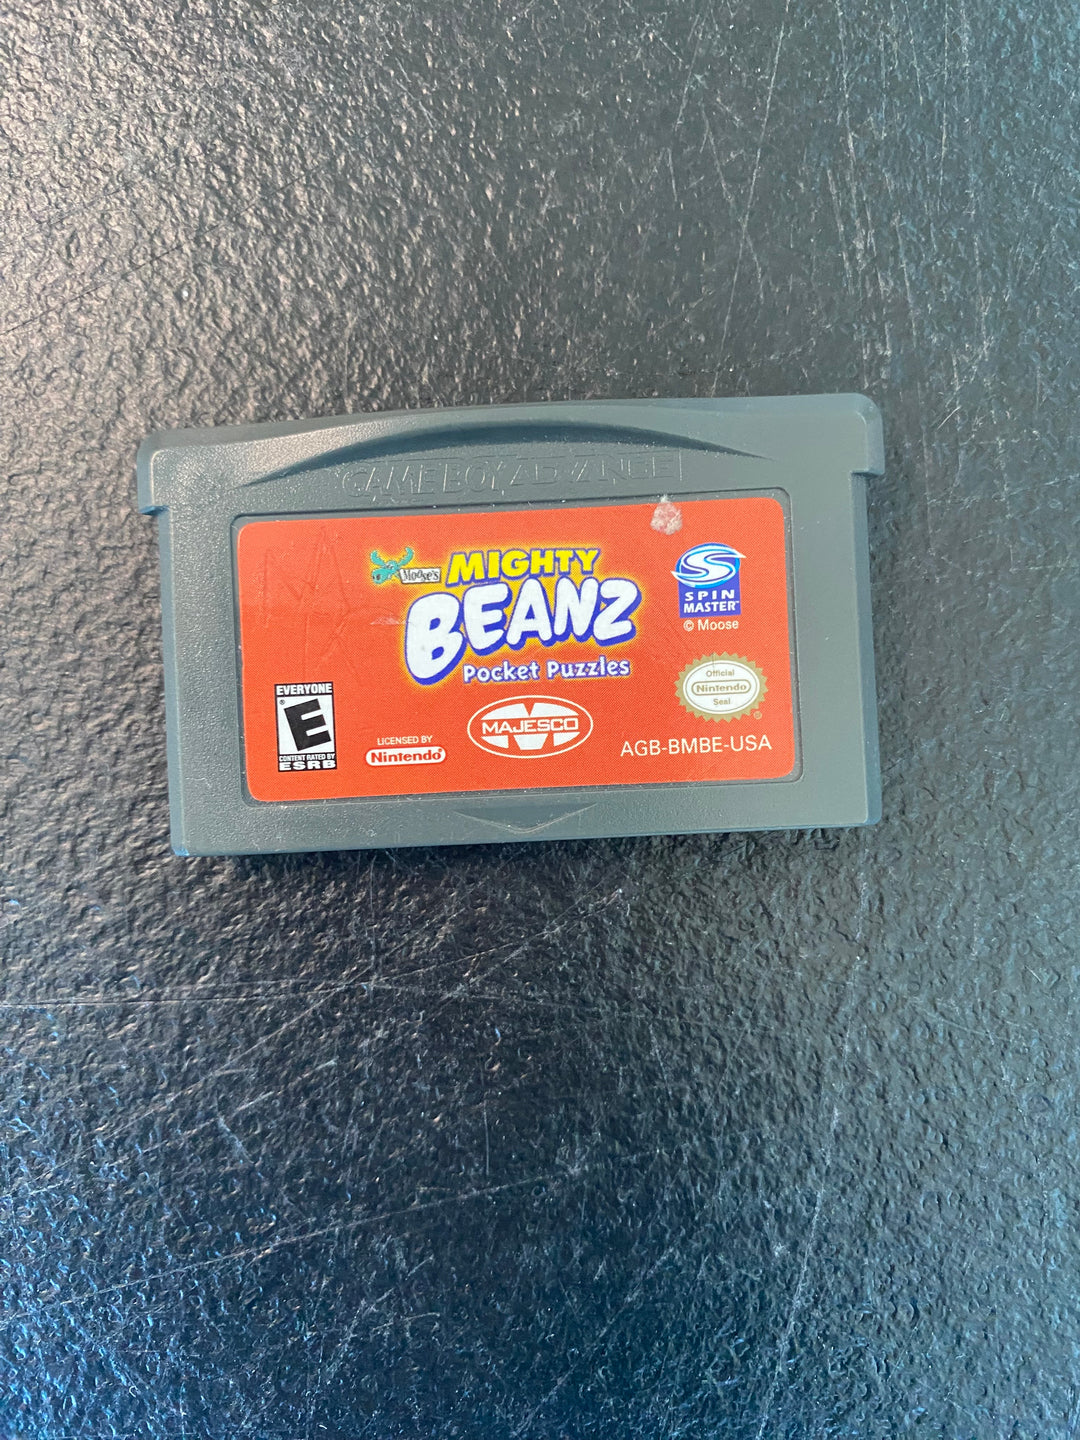 GAME BOY ADVANCE
Moose's
MIGHTY
BEANZ
Pocket Puzzles
SPIN
MASTER™
© Moose
EVERYONE
E
CONTENT RATED BY
ESRB
LICENSED BY
Nintendo®
MAJESCO
Official
Nintendo
Seal
®
AGB-BMBE-USA